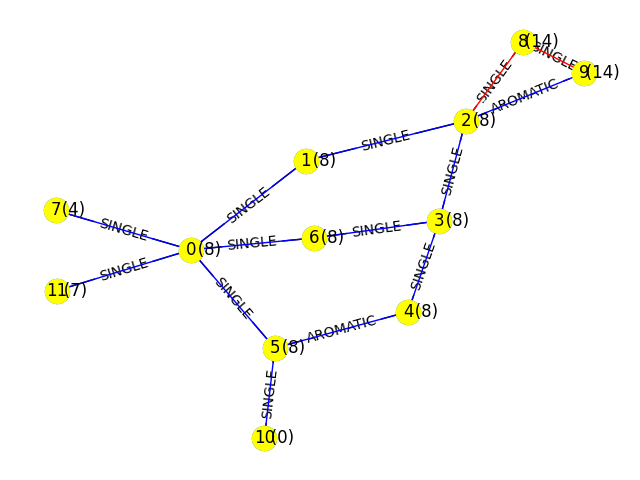 8(14)
SINGLE
9(14)
SINGLE
AROMATIC
2(8)
SINGLE
1(8)
SINGLE
SINGLE
7(4)
SINGLE
3(8)
SINGLE
6(8)
SINGLE
0(8)
SINGLE
SINGLE
11(7)
SINGLE
SINGLE
4(8)
AROMATIC
5(8)
SINGLE
10(0)